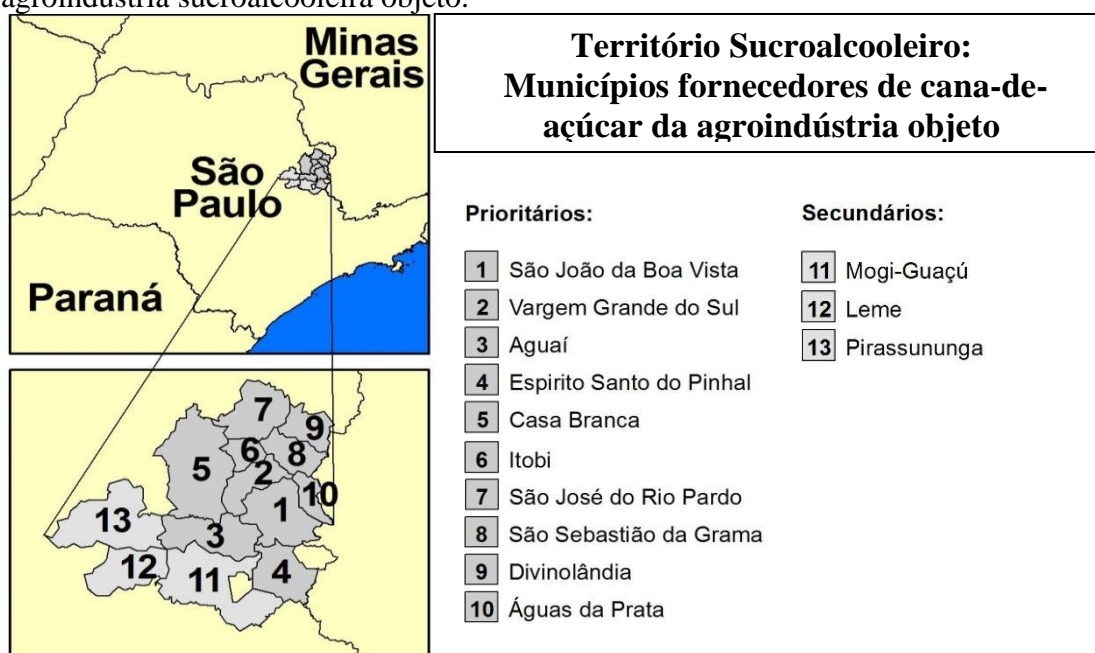 agroindústria sucroalcooleira objeto.
Minas
Gerais
São
Paulo
Paraná
Território Sucroalcooleiro:
Municípios fornecedores de cana-de-
açúcar da agroindústria objeto
Prioritários:
1 São João da Boa Vista
2 Vargem Grande do Sul
3 Aguaí
4 Espirito Santo do Pinhal
5 Casa Branca
6 Itobi
7 São José do Rio Pardo
8 São Sebastião da Grama
9 Divinolândia
10 Águas da Prata
Secundários:
11 Mogi-Guaçú
12 Leme
13 Pirassununga
7
9
6
8
5
2
10
1
13
3
12
11
4